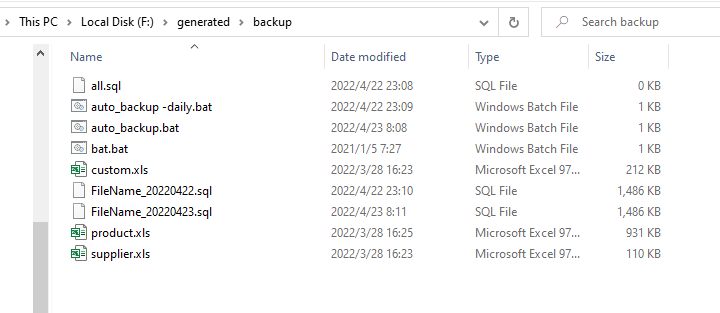 This PC > Local Disk (F:) > generated > backup Search backup
Name Date modified Type Size
all.sql 2022/4/22 23:08 SQL File 0 KB
auto_backup -daily.bat 2022/4/22 23:09 Windows Batch File 1 KB
auto_backup.bat 2022/4/23 8:08 Windows Batch File 1 KB
bat.bat 2021/1/5 7:27 Windows Batch File 1 KB
custom.xls 2022/3/28 16:23 Microsoft Excel 97... 212 KB
FileName_20220422.sql 2022/4/22 23:10 SQL File 1,486 KB
FileName_20220423.sql 2022/4/23 8:11 SQL File 1,486 KB
product.xls 2022/3/28 16:25 Microsoft Excel 97... 931 KB
supplier.xls 2022/3/28 16:23 Microsoft Excel 97... 110 KB